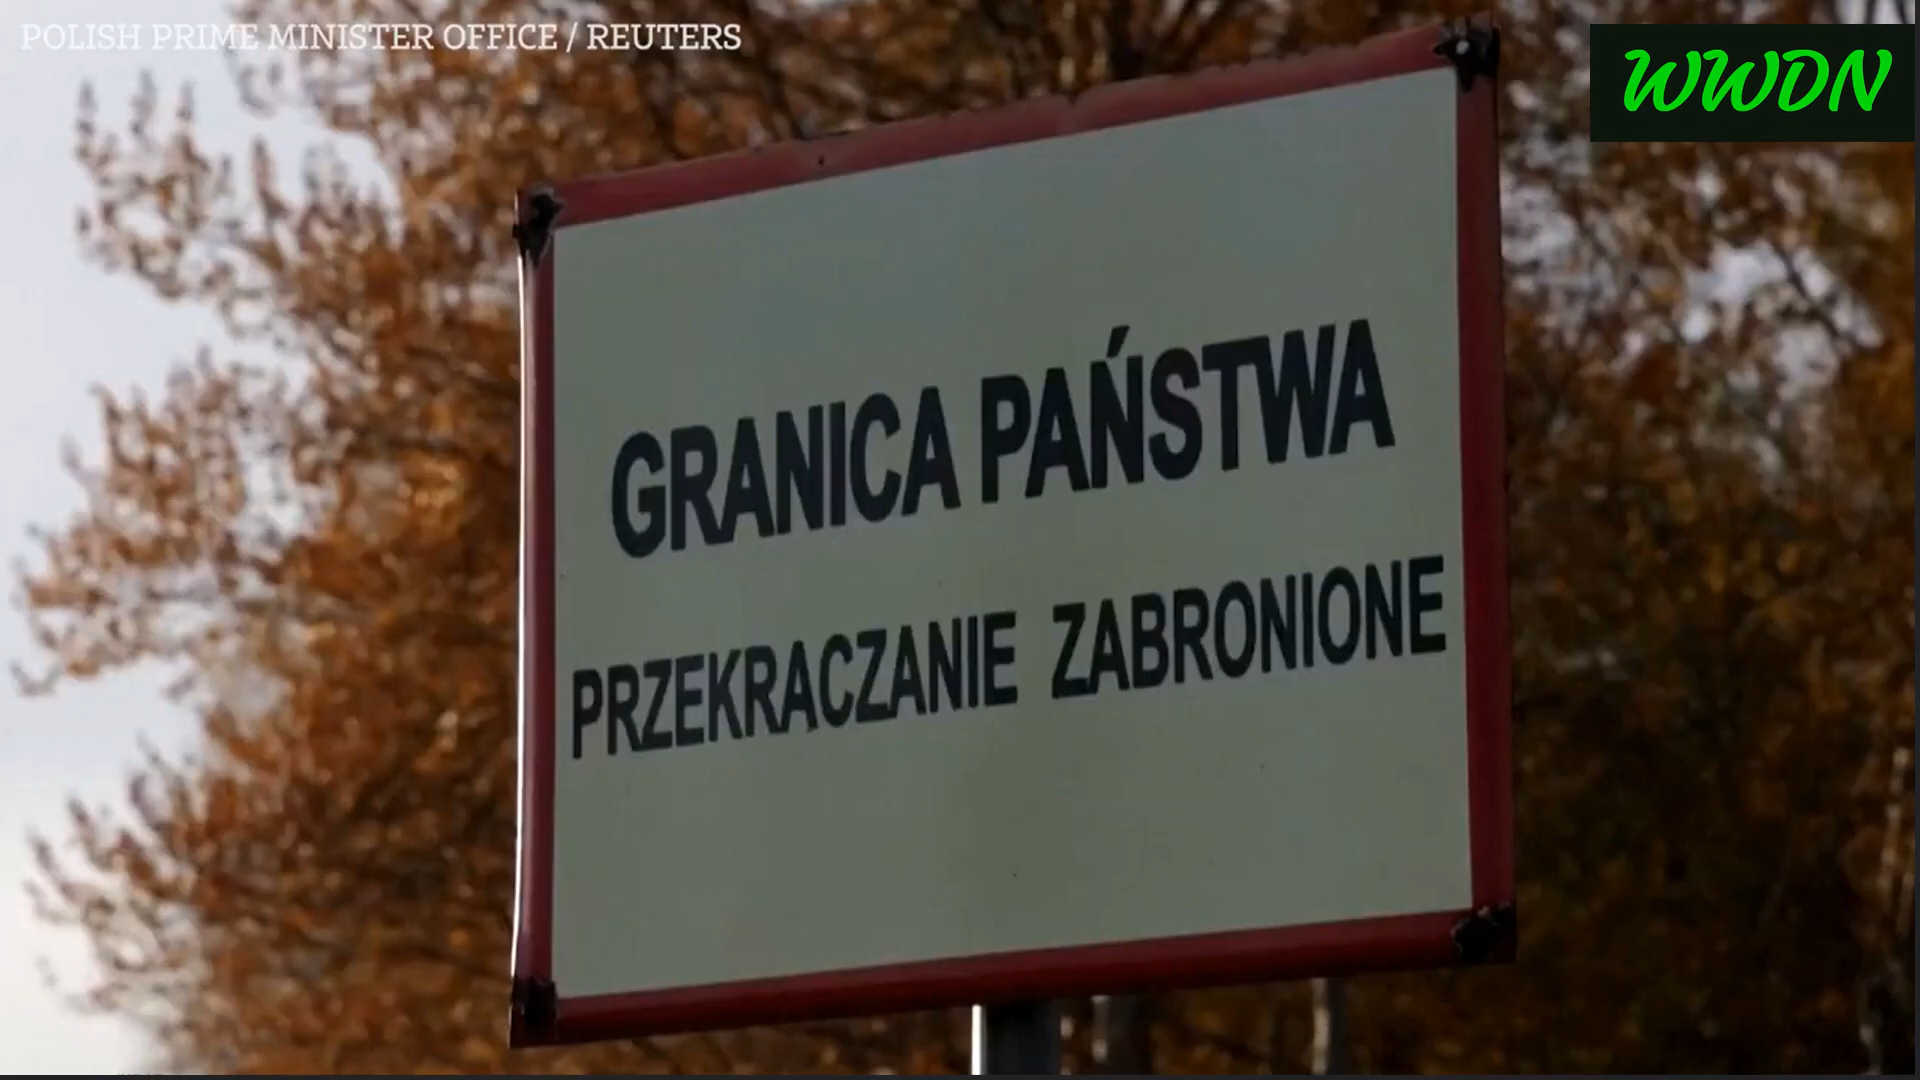 POLISH PRIME MINISTER OFFICE / REUTERS
WWDN
GRANICA PAŃSTWA
PRZEKRACZANIE ZABRONIONE